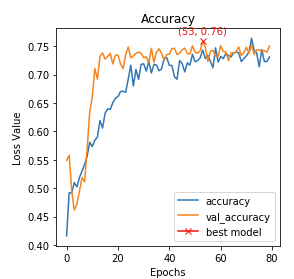 Accuracy
(53, 0.76)
0.75
0.70
0.65
0.60
0.55
0.50
0.45
0.40
Loss Value
accuracy
val_accuracy
best model
0 20 40 60 80
Epochs